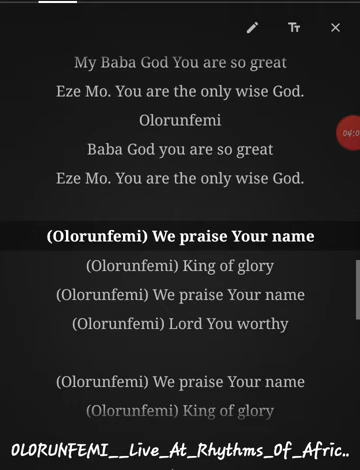 My Baba God You are so great
Eze Mo. You are the only wise God.
Olorunfemi
Baba God you are so great
Eze Mo. You are the only wise God.
(Olorunfemi) We praise Your name
(Olorunfemi) King of glory
(Olorunfemi) We praise Your name
(Olorunfemi) Lord You worthy
(Olorunfemi) We praise Your name
(Olorunfemi) King of glory
OLORUNFEMI__Live_At_Rhythms_Of_Afric..